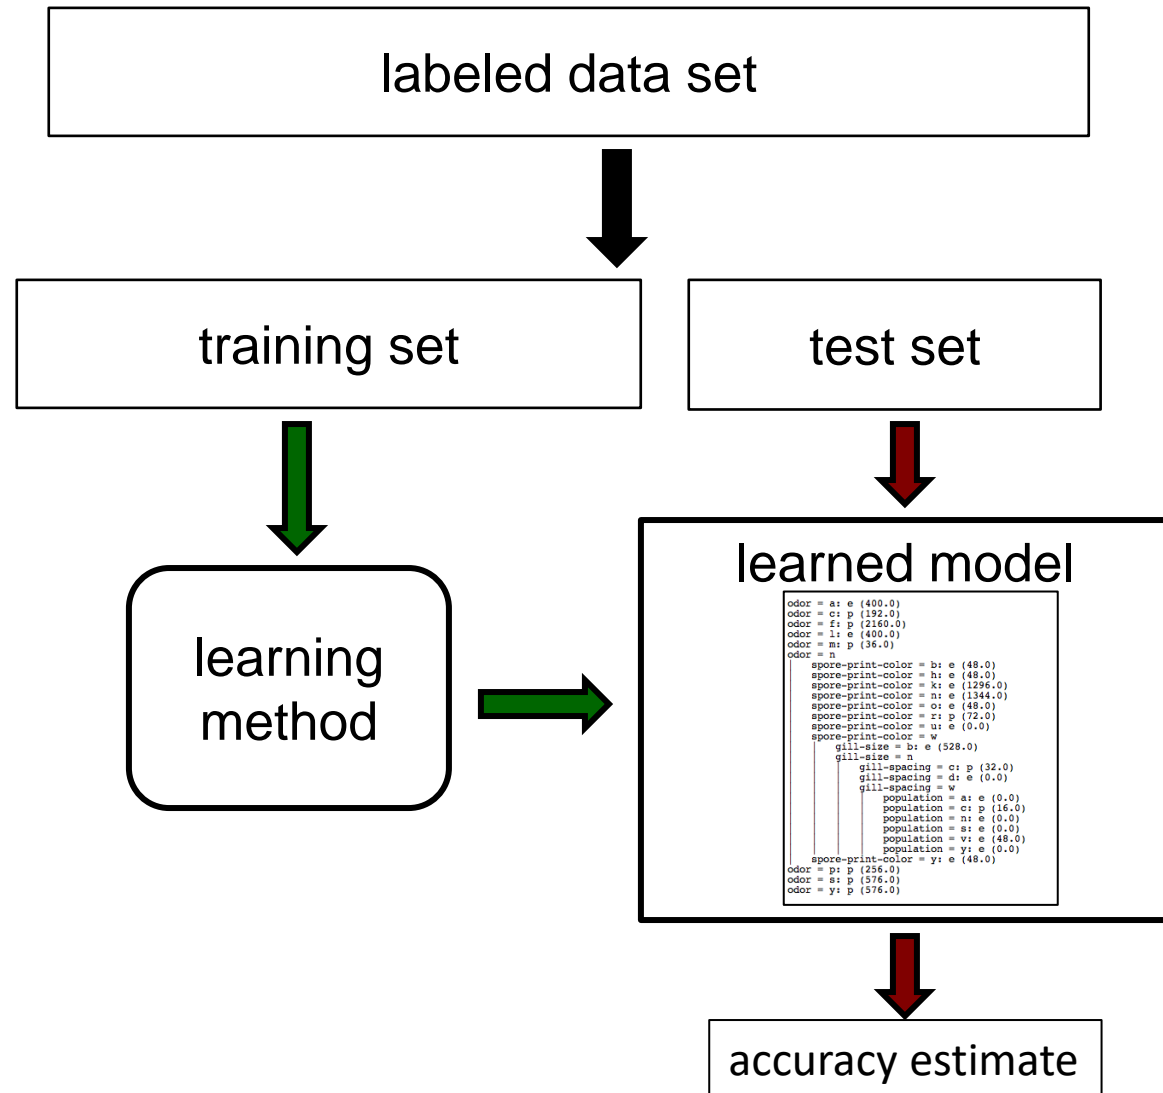 labeled data set
training set
test set
learning
method
learned model
odor = a: e (400.0)
odor = c: p (192.0)
odor = f: p (2160.0)
odor = l: e (400.0)
odor = m: p (36.0)
odor = n
|   spore-print-color = b: e (48.0)
|   spore-print-color = h: e (48.0)
|   spore-print-color = k: e (1296.0)
|   spore-print-color = n: e (1344.0)
|   spore-print-color = o: e (48.0)
|   spore-print-color = r: p (72.0)
|   spore-print-color = u: e (0.0)
|   spore-print-color = w
|   |   gill-size = b: e (528.0)
|   |   gill-size = n
|   |   |   gill-spacing = c: p (32.0)
|   |   |   gill-spacing = d: e (0.0)
|   |   |   gill-spacing = w
|   |   |   |   population = a: e (0.0)
|   |   |   |   population = c: p (16.0)
|   |   |   |   population = n: e (0.0)
|   |   |   |   population = s: e (0.0)
|   |   |   |   population = v: e (48.0)
|   |   |   |   population = y: e (0.0)
|   spore-print-color = y: e (48.0)
odor = p: p (256.0)
odor = s: p (576.0)
odor = y: p (576.0)
accuracy estimate